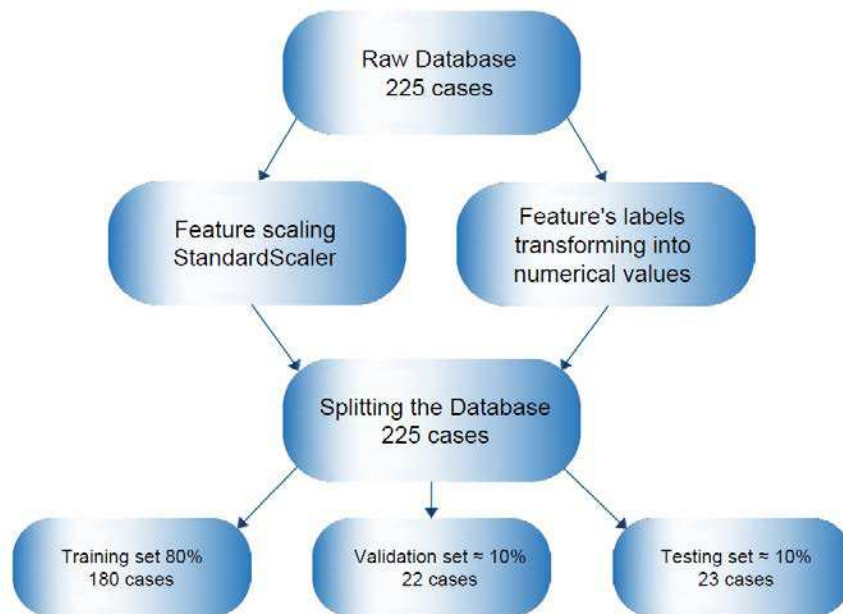 Raw Database
225 cases
Feature scaling
StandardScaler
Feature's labels
transforming into
numerical values
Splitting the Database
225 cases
Training set 80%
180 cases
Validation set ≈ 10%
22 cases
Testing set ≈ 10%
23 cases